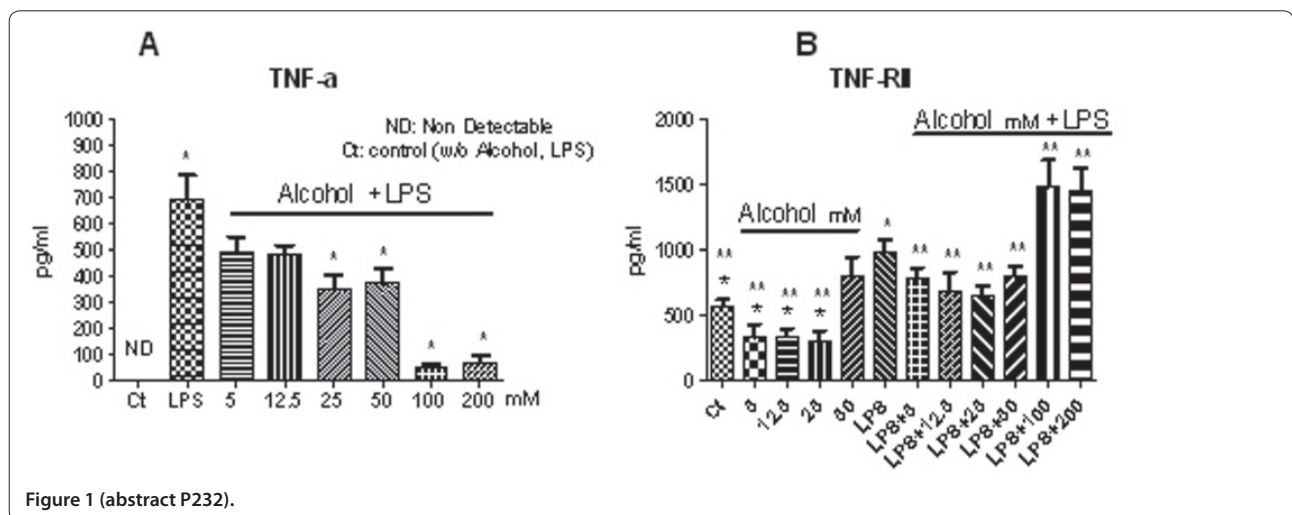 A
TNF-a
ND: Non Detectable
Ct: control (w/o Alcohol, LPS)
Alcohol + LPS
pg/ml
1000
900
800
700
600
500
400
300
200
100
0
*
*
*
*
*
ND
Ct LPS 5 12.5 25 50 100 200 mM
B
TNF-RII
Alcohol mM + LPS
Alcohol mM
pg/ml
2000
1500
1000
500
0
** ** ** ** * ** ** ** ** ** **
* * * *
Ct
5
12.5
25
50
LPS
LPS+5
LPS+12.5
LPS+25
LPS+50
LPS+100
LPS+200
Figure 1 (abstract P232).